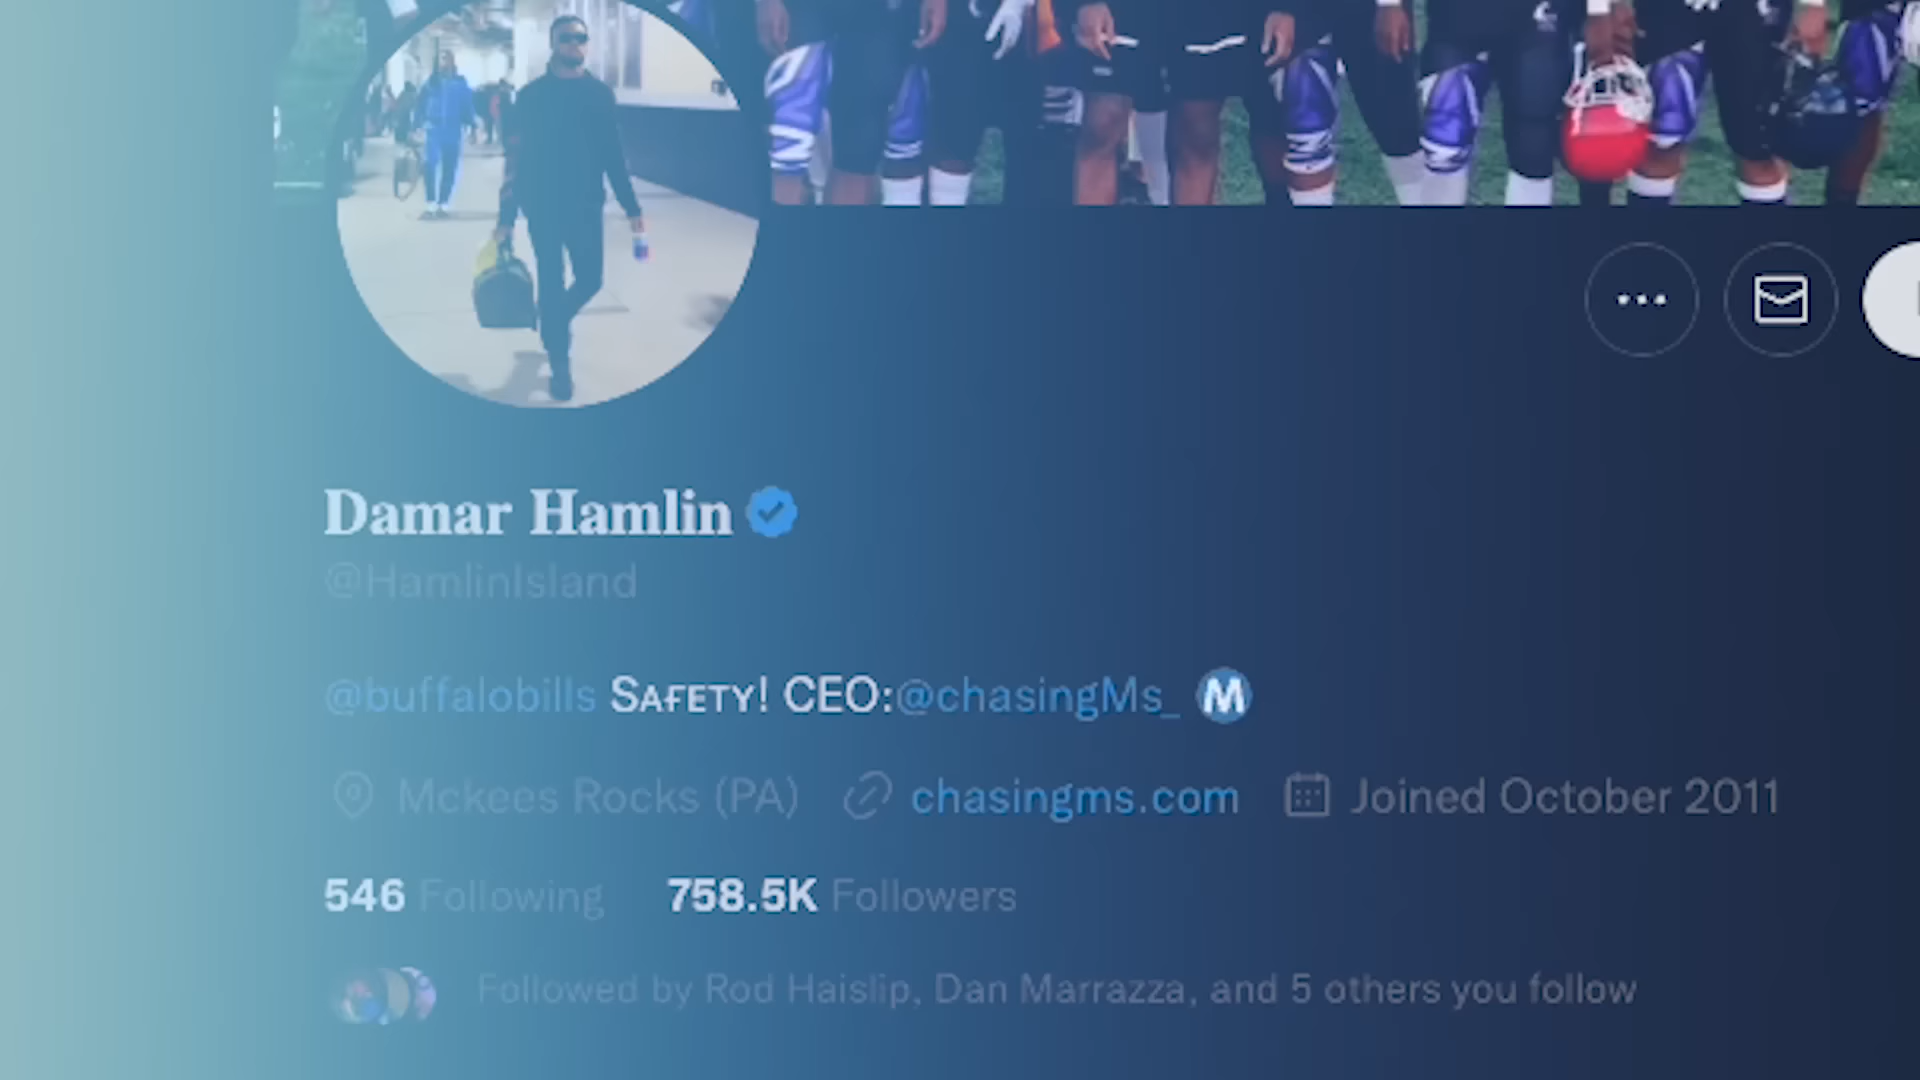 Damar Hamlin
@HamlinIsland
@buffalobills Sᴀғᴇᴛʏ! CEO:@chasingMs_ M
Mckees Rocks (PA) chasingms.com Joined October 2011
546 Following 758.5K Followers
Followed by Rod Haislip, Dan Marrazza, and 5 others you follow